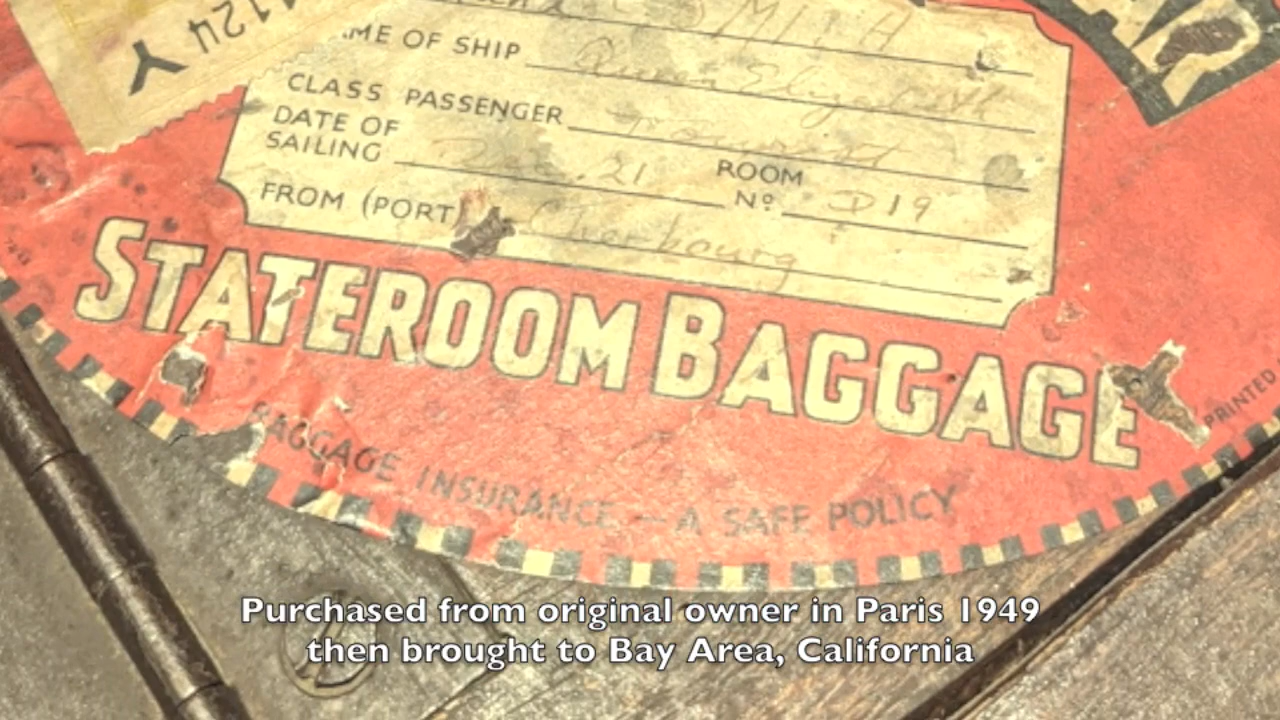 SMITH
ME OF SHIP Queen Elizabeth
CLASS PASSENGER Tourist
DATE OF
SAILING 21
ROOM
Nº D19
FROM (PORT) Cherbourg
1124 Y
STATEROOM BAGGAGE
BAGGAGE INSURANCE — A SAFE POLICY
PRINTED
Purchased from original owner in Paris 1949
then brought to Bay Area, California